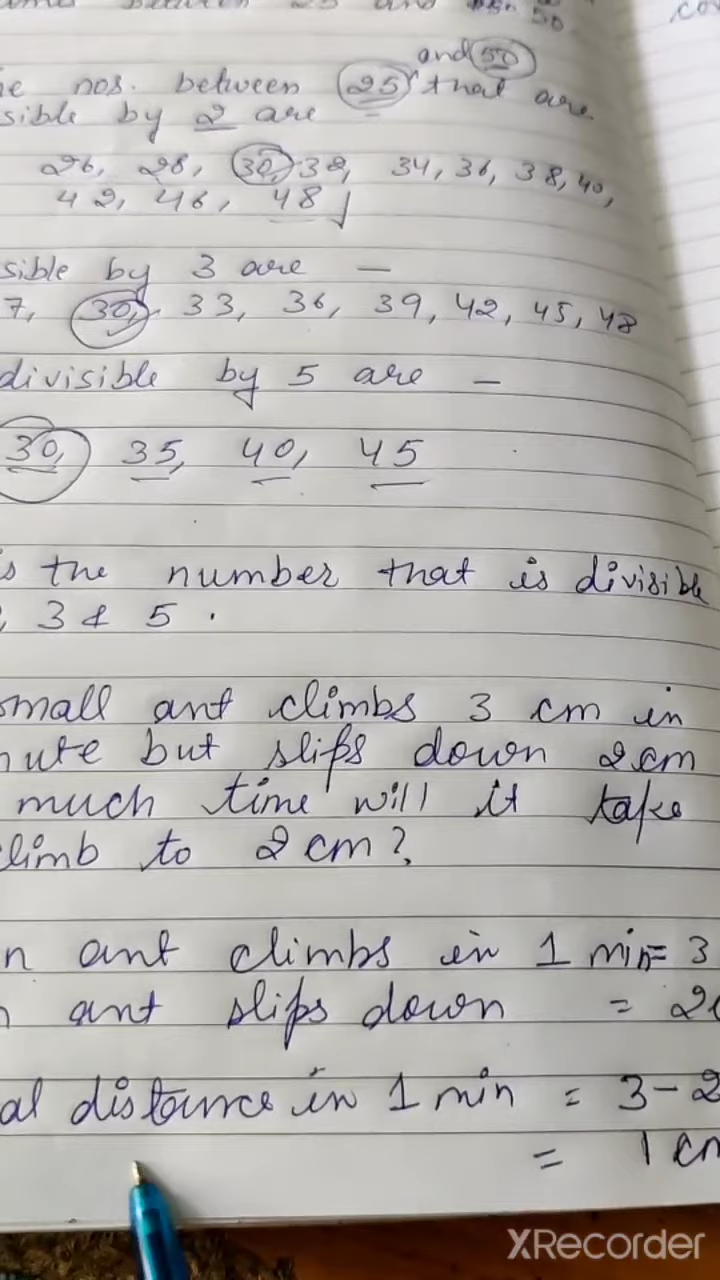 and 50
nos. between 25 that are
sible by 2 are
26, 28, 30, 32, 34, 36, 38, 40,
42, 46, 48
sible by 3 are —
7, 30, 33, 36, 39, 42, 45, 48
divisible by 5 are —
30, 35, 40, 45
is the number that is divisible
, 3 & 5 .
small ant climbs 3 cm in
nute but slips down 2 cm
much time will it take
climb to 2 cm?
n ant climbs in 1 min = 3
ant slips down = 2c
al distance in 1 min = 3 - 2
= 1 cm
XRecorder